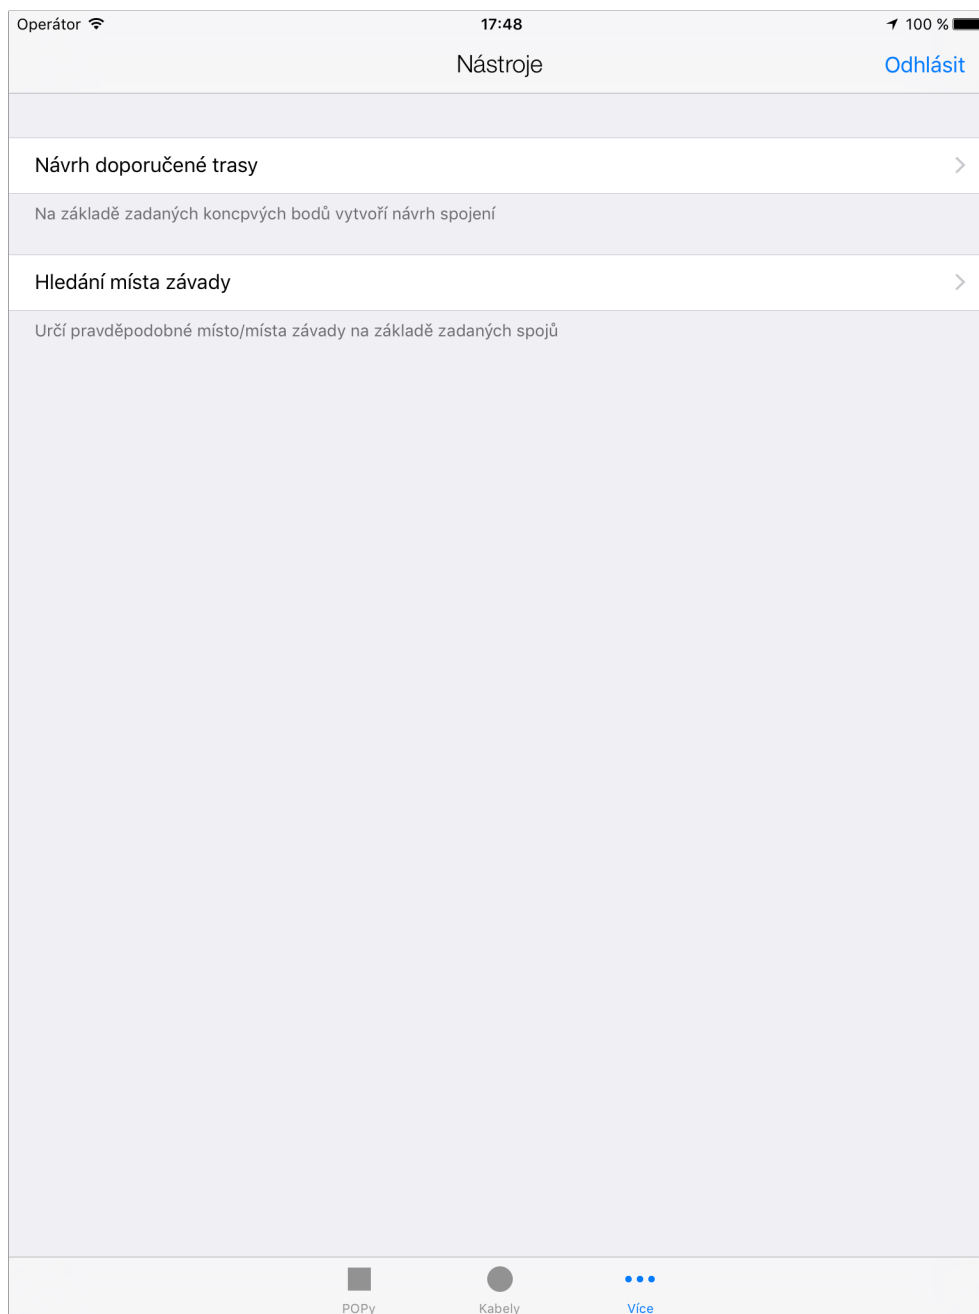 Operátor 17:48 100 %
Nástroje Odhlásit
Návrh doporučené trasy
Na základě zadaných koncpvých bodů vytvoří návrh spojení
Hledání místa závady
Určí pravděpodobné místo/místa závady na základě zadaných spojů
POPy Kabely Více